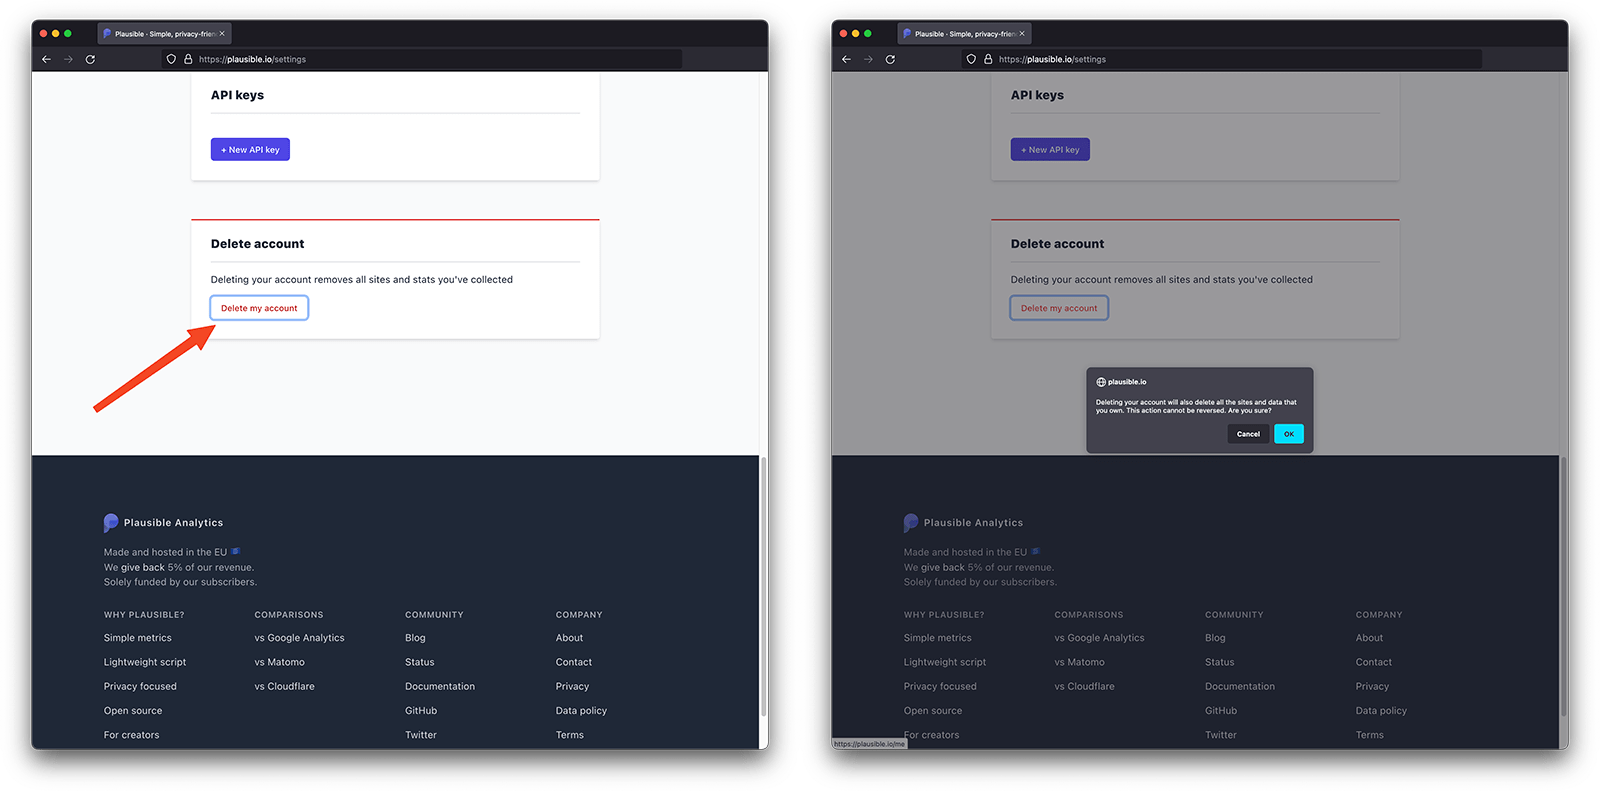 Plausible · Simple, privacy-frien
https://plausible.io/settings
API keys
+ New API key
Delete account
Deleting your account removes all sites and stats you've collected
Delete my account
Plausible Analytics
Made and hosted in the EU
We give back 5% of our revenue.
Solely funded by our subscribers.
WHY PLAUSIBLE? COMPARISONS COMMUNITY COMPANY
Simple metrics vs Google Analytics Blog About
Lightweight script vs Matomo Status Contact
Privacy focused vs Cloudflare Documentation Privacy
Open source GitHub Data policy
For creators Twitter Terms
Plausible · Simple, privacy-frien
https://plausible.io/settings
API keys
+ New API key
Delete account
Deleting your account removes all sites and stats you've collected
Delete my account
plausible.io
Deleting your account will also delete all the sites and data that
you own. This action cannot be reversed. Are you sure?
Cancel OK
Plausible Analytics
Made and hosted in the EU
We give back 5% of our revenue.
Solely funded by our subscribers.
WHY PLAUSIBLE? COMPARISONS COMMUNITY COMPANY
Simple metrics vs Google Analytics Blog About
Lightweight script vs Matomo Status Contact
Privacy focused vs Cloudflare Documentation Privacy
Open source GitHub Data policy
For creators Twitter Terms
https://plausible.io/me